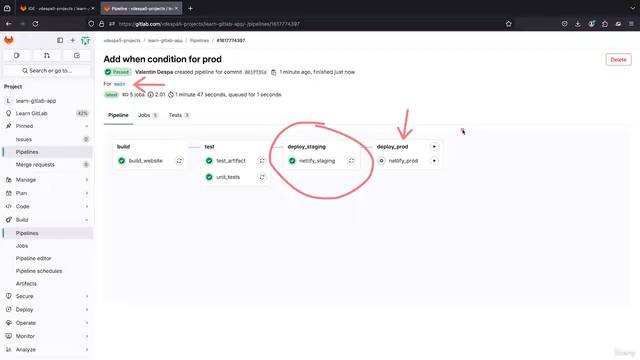 IDE · vdespa5-projects / learn-g
Pipeline · vdespa5-projects
https://gitlab.com/vdespa5-projects/learn-gitlab-app/-/pipelines/1617774397
vdespa5-projects / learn-gitlab-app / Pipelines / #1617774397
Add when condition for prod
Delete
Passed Valentin Despa created pipeline for commit 1 minute ago, finished just now
For main
latest 5 jobs 2.01 1 minute 47 seconds, queued for 1 seconds
Search or go to...
Project
L learn-gitlab-app
Learn GitLab 42%
Pinned
Issues 0
Pipelines
Merge requests 0
Manage
Plan
Code
Build
Pipelines
Jobs
Pipeline editor
Pipeline schedules
Artifacts
Secure
Deploy
Operate
Monitor
Analyze
Pipeline Jobs 5 Tests 3
build
build_website
test
test_artifact
unit_tests
deploy_staging
netlify_staging
deploy_prod
netlify_prod